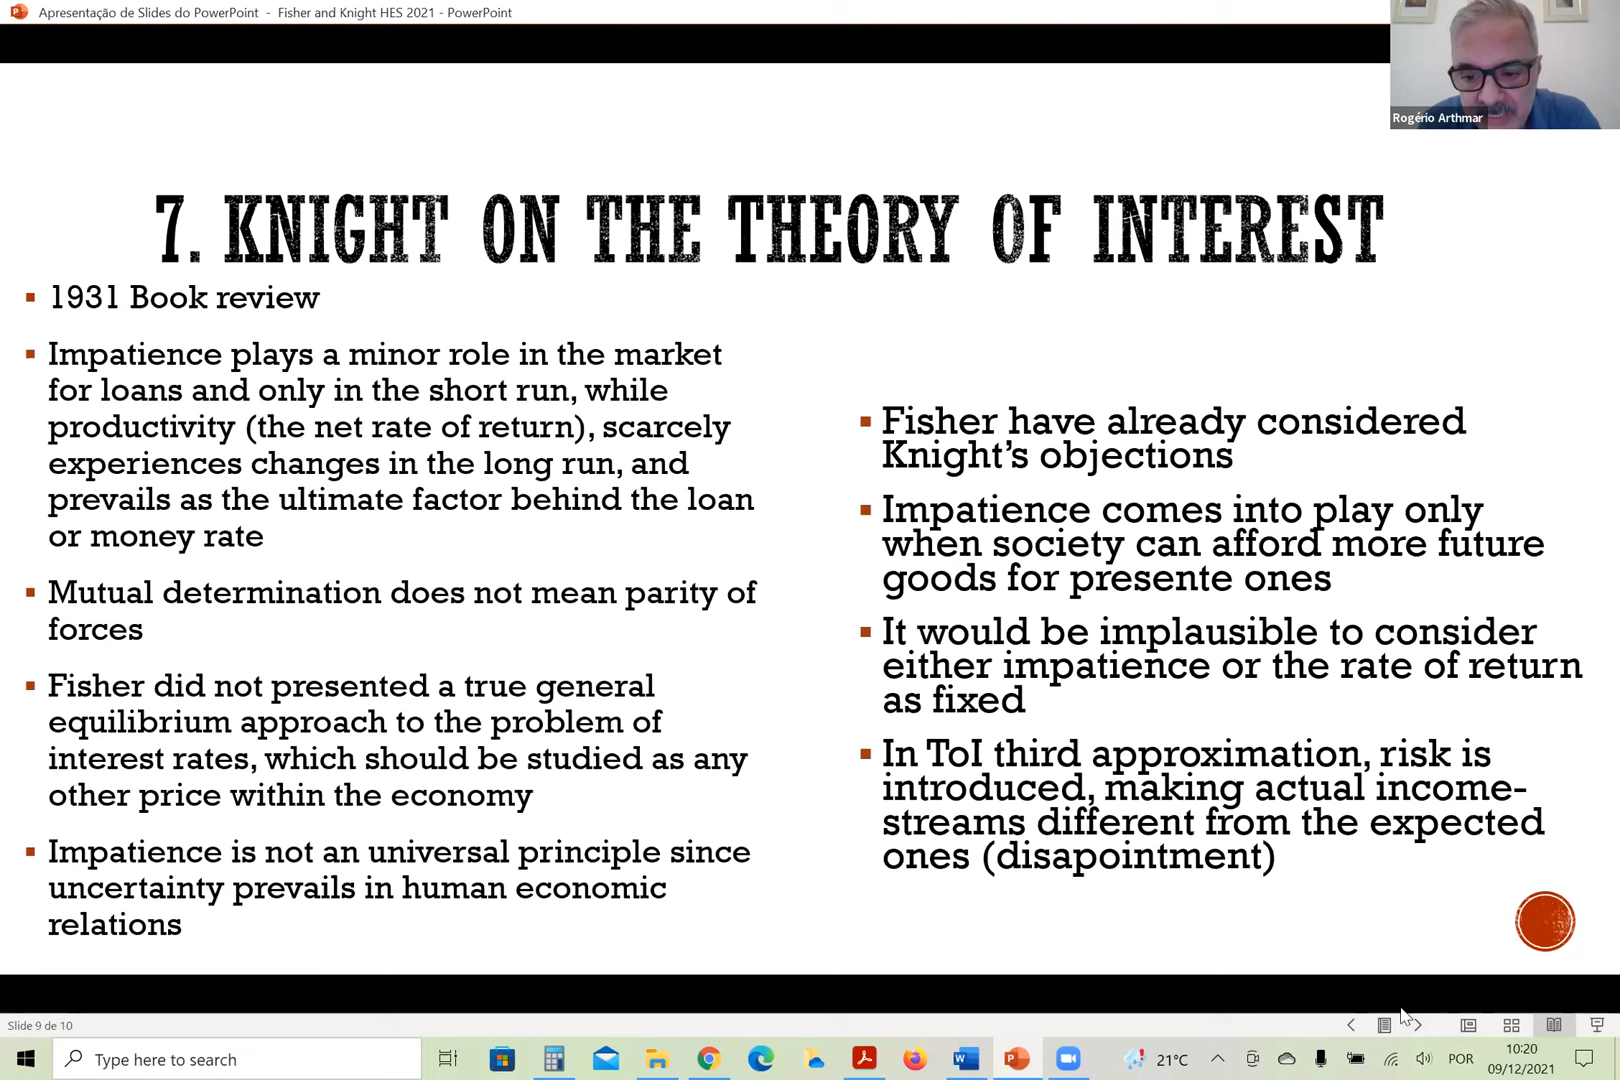 Apresentação de Slides do PowerPoint - Fisher and Knight HES 2021 - PowerPoint
Rogério Arthmar
7. KNIGHT ON THE THEORY OF INTEREST
1931 Book review
Impatience plays a minor role in the market
for loans and only in the short run, while
productivity (the net rate of return), scarcely
experiences changes in the long run, and
prevails as the ultimate factor behind the loan
or money rate
Mutual determination does not mean parity of
forces
Fisher did not presented a true general
equilibrium approach to the problem of
interest rates, which should be studied as any
other price within the economy
Impatience is not an universal principle since
uncertainty prevails in human economic
relations
Fisher have already considered
Knight's objections
Impatience comes into play only
when society can afford more future
goods for presente ones
It would be implausible to consider
either impatience or the rate of return
as fixed
In ToI third approximation, risk is
introduced, making actual income-
streams different from the expected
ones (disapointment)
Slide 9 de 10
Type here to search
21°C
POR
10:20
09/12/2021